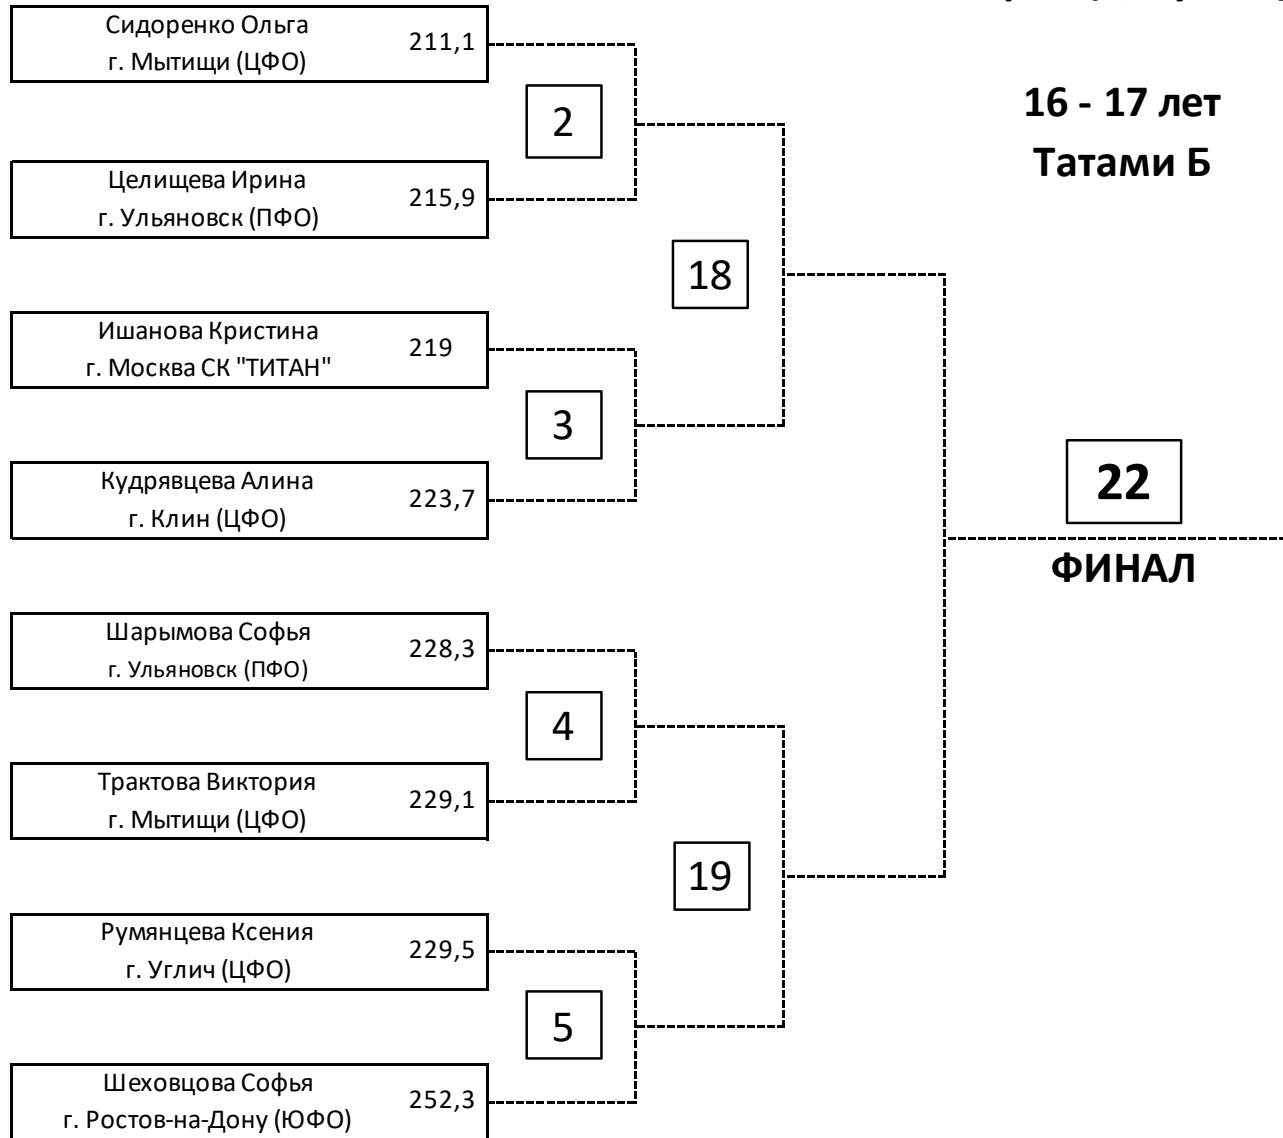 Сидоренко Ольга
г. Мытищи (ЦФО)
211,1
2
16 - 17 лет
Татами Б
Целищева Ирина
г. Ульяновск (ПФО)
215,9
18
Ишанова Кристина
г. Москва СК "ТИТАН"
219
3
Кудрявцева Алина
г. Клин (ЦФО)
223,7
22
ФИНАЛ
Шарымова Софья
г. Ульяновск (ПФО)
228,3
4
Трактова Виктория
г. Мытищи (ЦФО)
229,1
19
Румянцева Ксения
г. Углич (ЦФО)
229,5
5
Шеховцова Софья
г. Ростов-на-Дону (ЮФО)
252,3